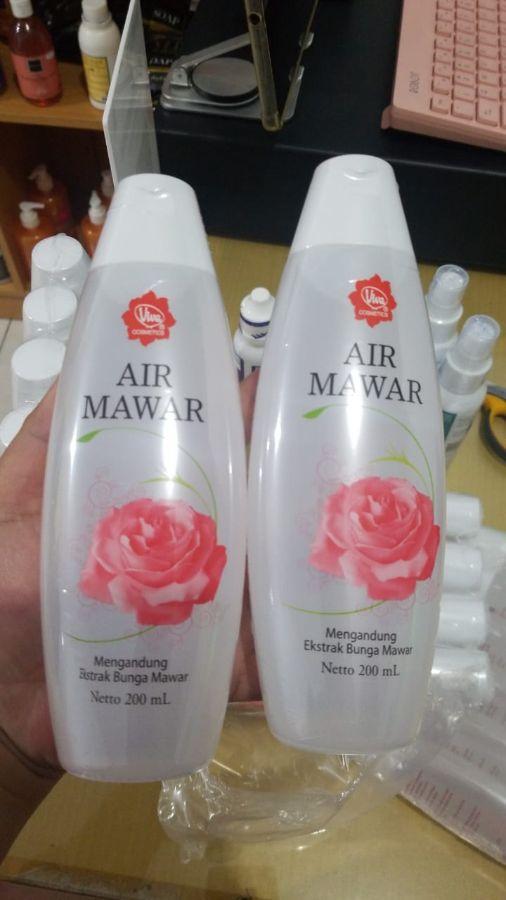 SOAP
Viva
COSMETICS
®
AIR
MAWAR
Mengandung
Ekstrak Bunga Mawar
Netto 200 mL
Viva
COSMETICS
®
AIR
MAWAR
Mengandung
Ekstrak Bunga Mawar
Netto 200 mL